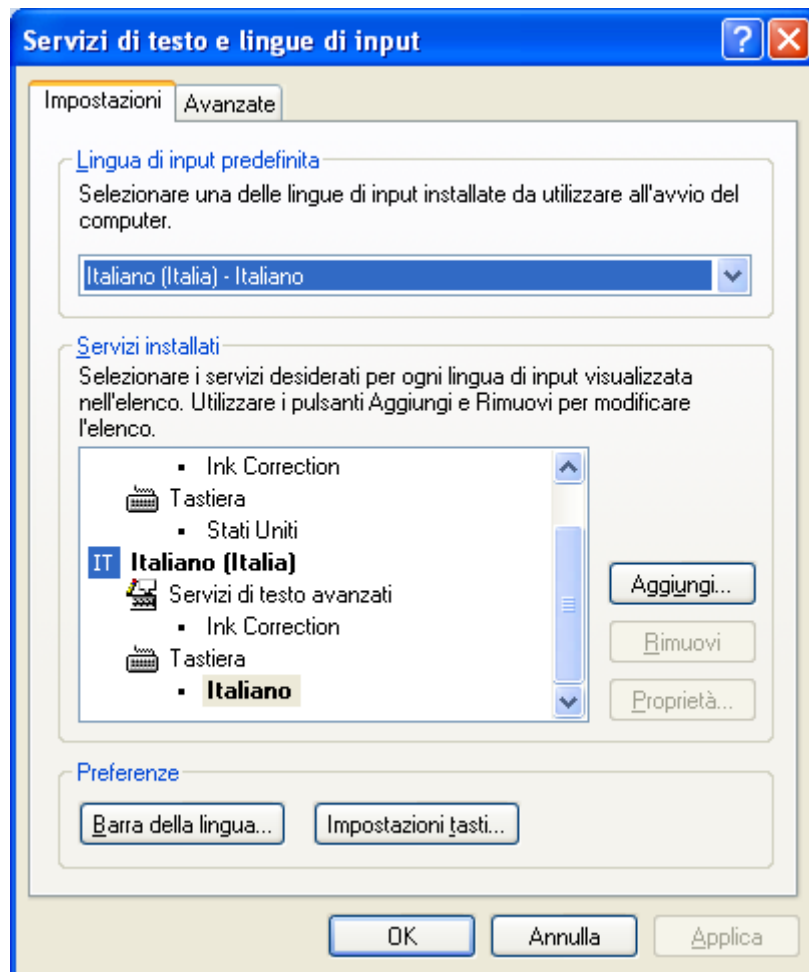 Servizi di testo e lingue di input
Impostazioni
Avanzate
Lingua di input predefinita
Selezionare una delle lingue di input installate da utilizzare all'avvio del
computer.
Italiano (Italia) - Italiano
Servizi installati
Selezionare i servizi desiderati per ogni lingua di input visualizzata
nell'elenco. Utilizzare i pulsanti Aggiungi e Rimuovi per modificare
l'elenco.
Ink Correction
Tastiera
Stati Uniti
IT Italiano (Italia)
Servizi di testo avanzati
Ink Correction
Tastiera
Italiano
Aggiungi...
Rimuovi
Proprietà...
Preferenze
Barra della lingua...
Impostazioni tasti...
OK
Annulla
Applica